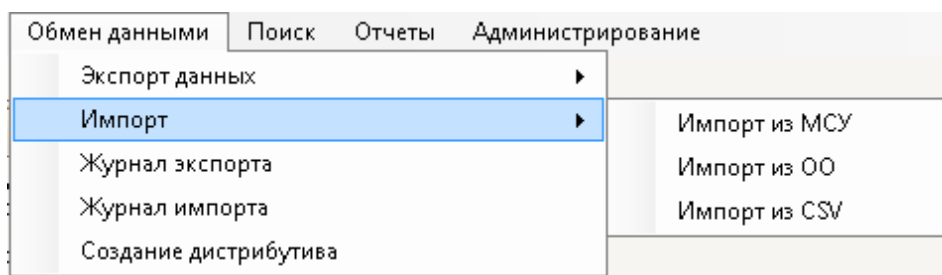 Обмен данными Поиск Отчеты Администрирование
Экспорт данных
Импорт
Импорт из МСУ
Журнал экспорта
Импорт из ОО
Журнал импорта
Импорт из CSV
Создание дистрибутива